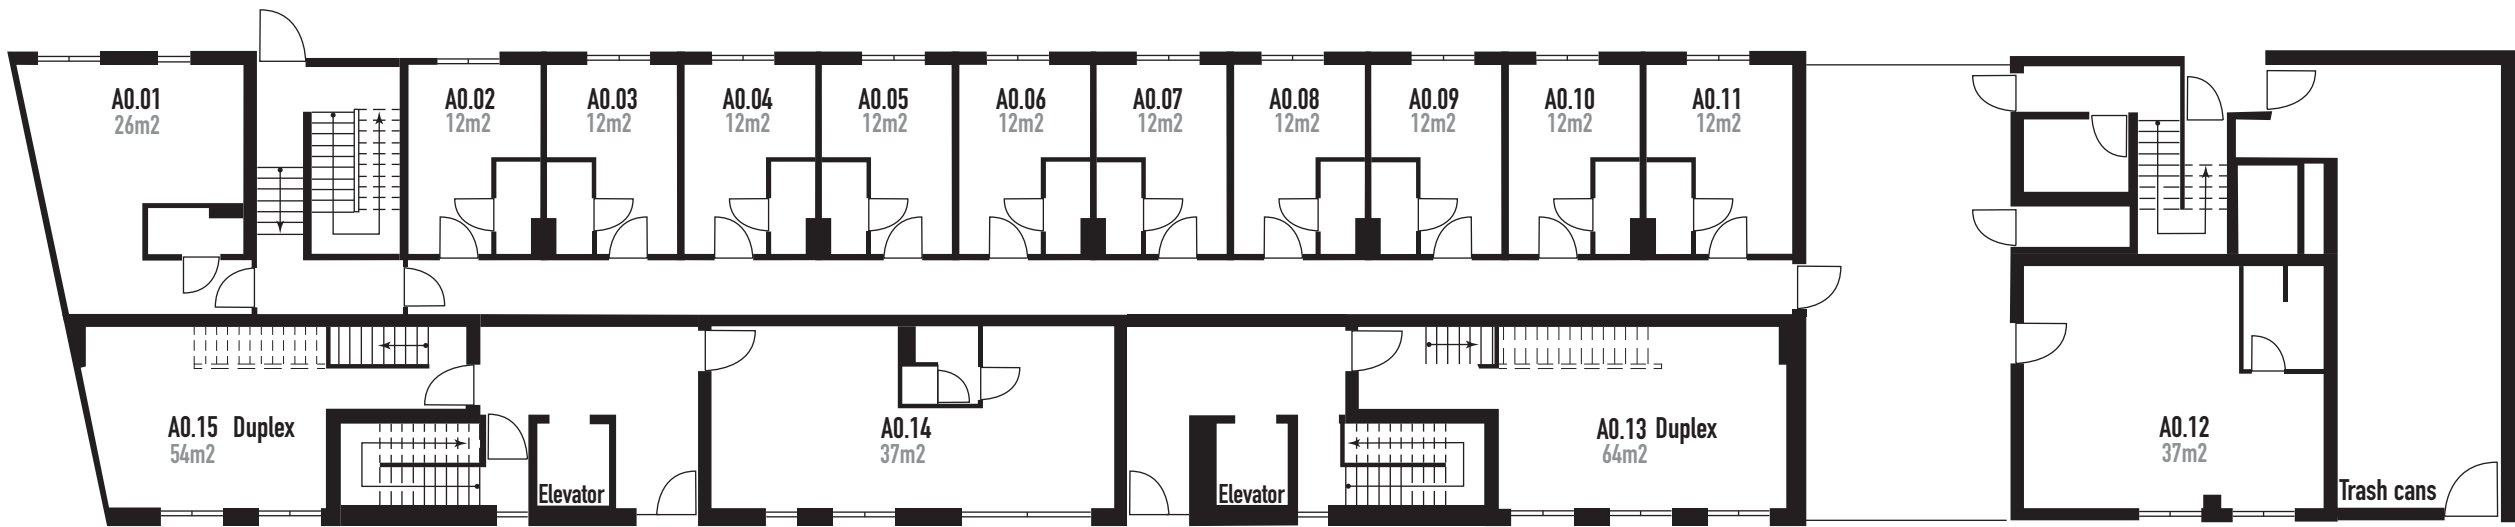 A0.01
26m2
A0.02
12m2
A0.03
12m2
A0.04
12m2
A0.05
12m2
A0.06
12m2
A0.07
12m2
A0.08
12m2
A0.09
12m2
A0.10
12m2
A0.11
12m2
A0.15 Duplex
54m2
Elevator
A0.14
37m2
Elevator
A0.13 Duplex
64m2
A0.12
37m2
Trash cans